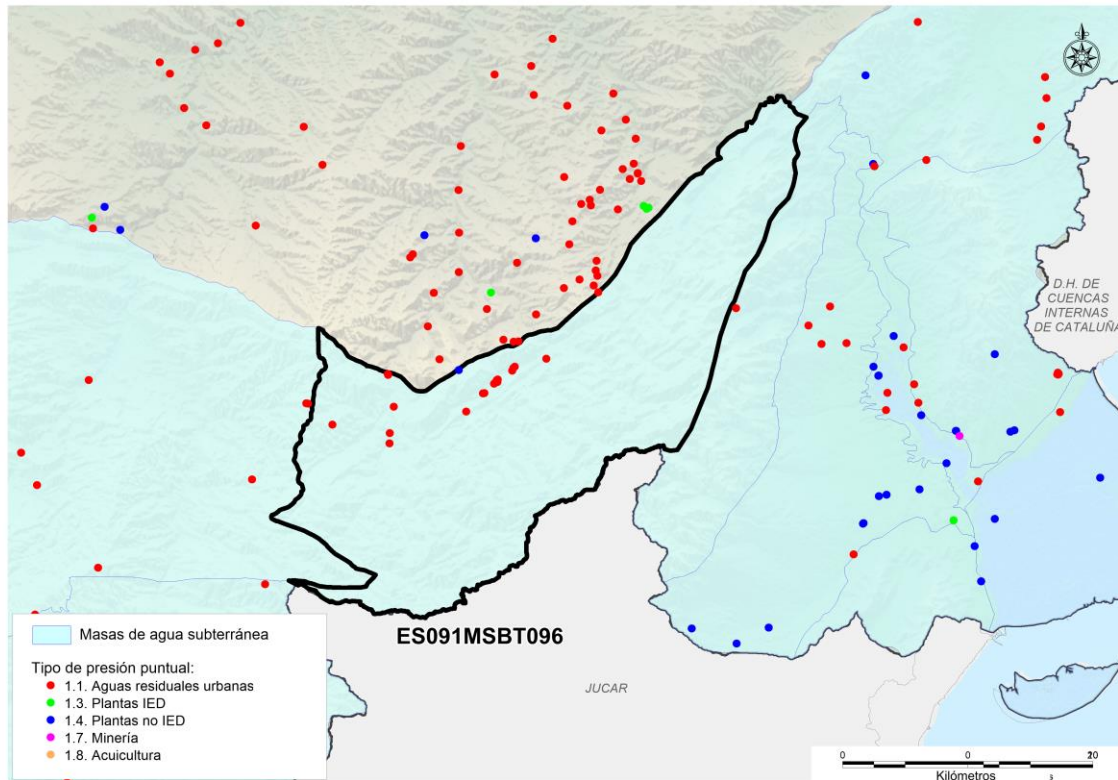 D.H. DE
CUENCAS
INTERNAS
DE CATALUÑA
ES091MSBT096
JUCAR
Masas de agua subterránea
Tipo de presión puntual:
1.1. Aguas residuales urbanas
1.3. Plantas IED
1.4. Plantas no IED
1.7. Minería
1.8. Acuicultura
0 0 20
Kilómetros s